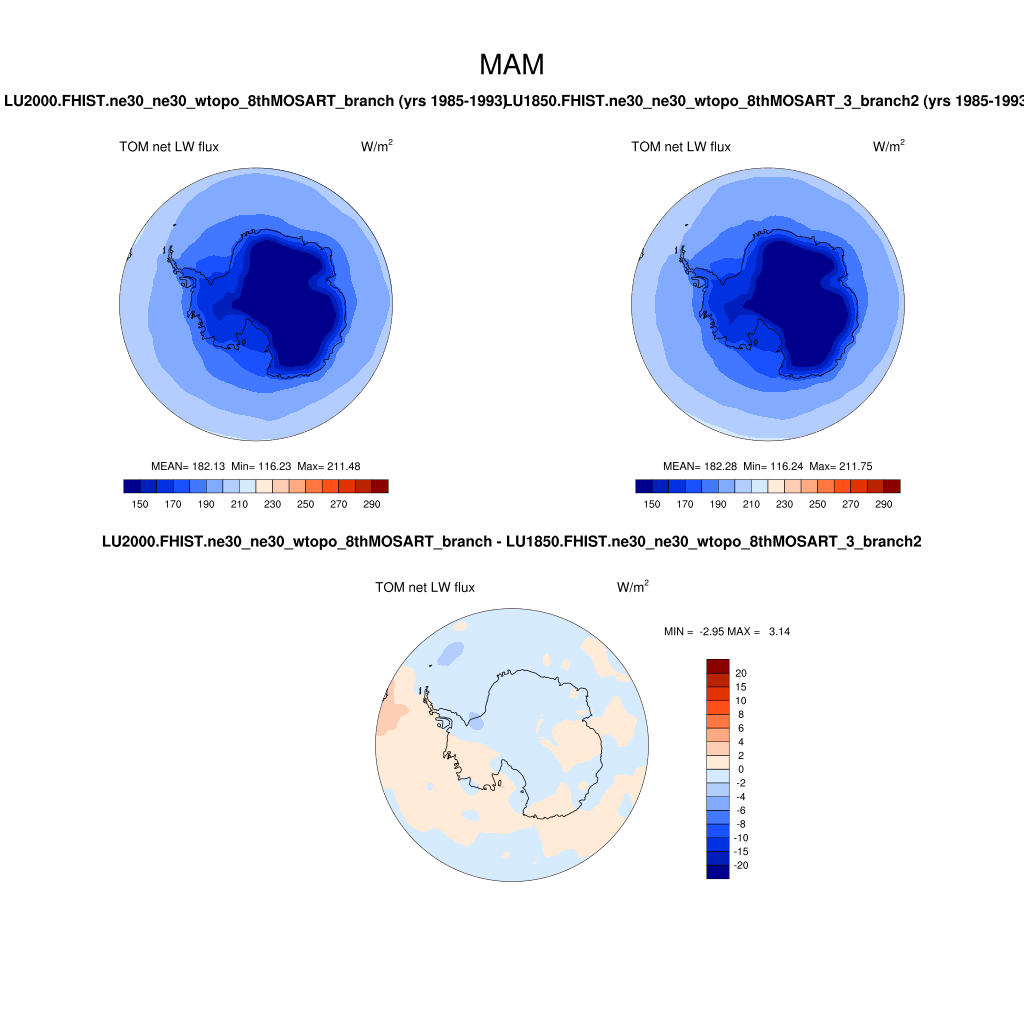 MAM
LU2000.FHIST.ne30_ne30_wtopo_8thMOSART_branch (yrs 1985-1993)
LU1850.FHIST.ne30_ne30_wtopo_8thMOSART_3_branch2 (yrs 1985-1993
TOM net LW flux W/m2
TOM net LW flux W/m2
MEAN= 182.13 Min= 116.23 Max= 211.48
MEAN= 182.28 Min= 116.24 Max= 211.75
150 170 190 210 230 250 270 290
150 170 190 210 230 250 270 290
LU2000.FHIST.ne30_ne30_wtopo_8thMOSART_branch - LU1850.FHIST.ne30_ne30_wtopo_8thMOSART_3_branch2
TOM net LW flux W/m2
MIN = -2.95 MAX = 3.14
20
15
10
8
6
4
2
0
-2
-4
-6
-8
-10
-15
-20